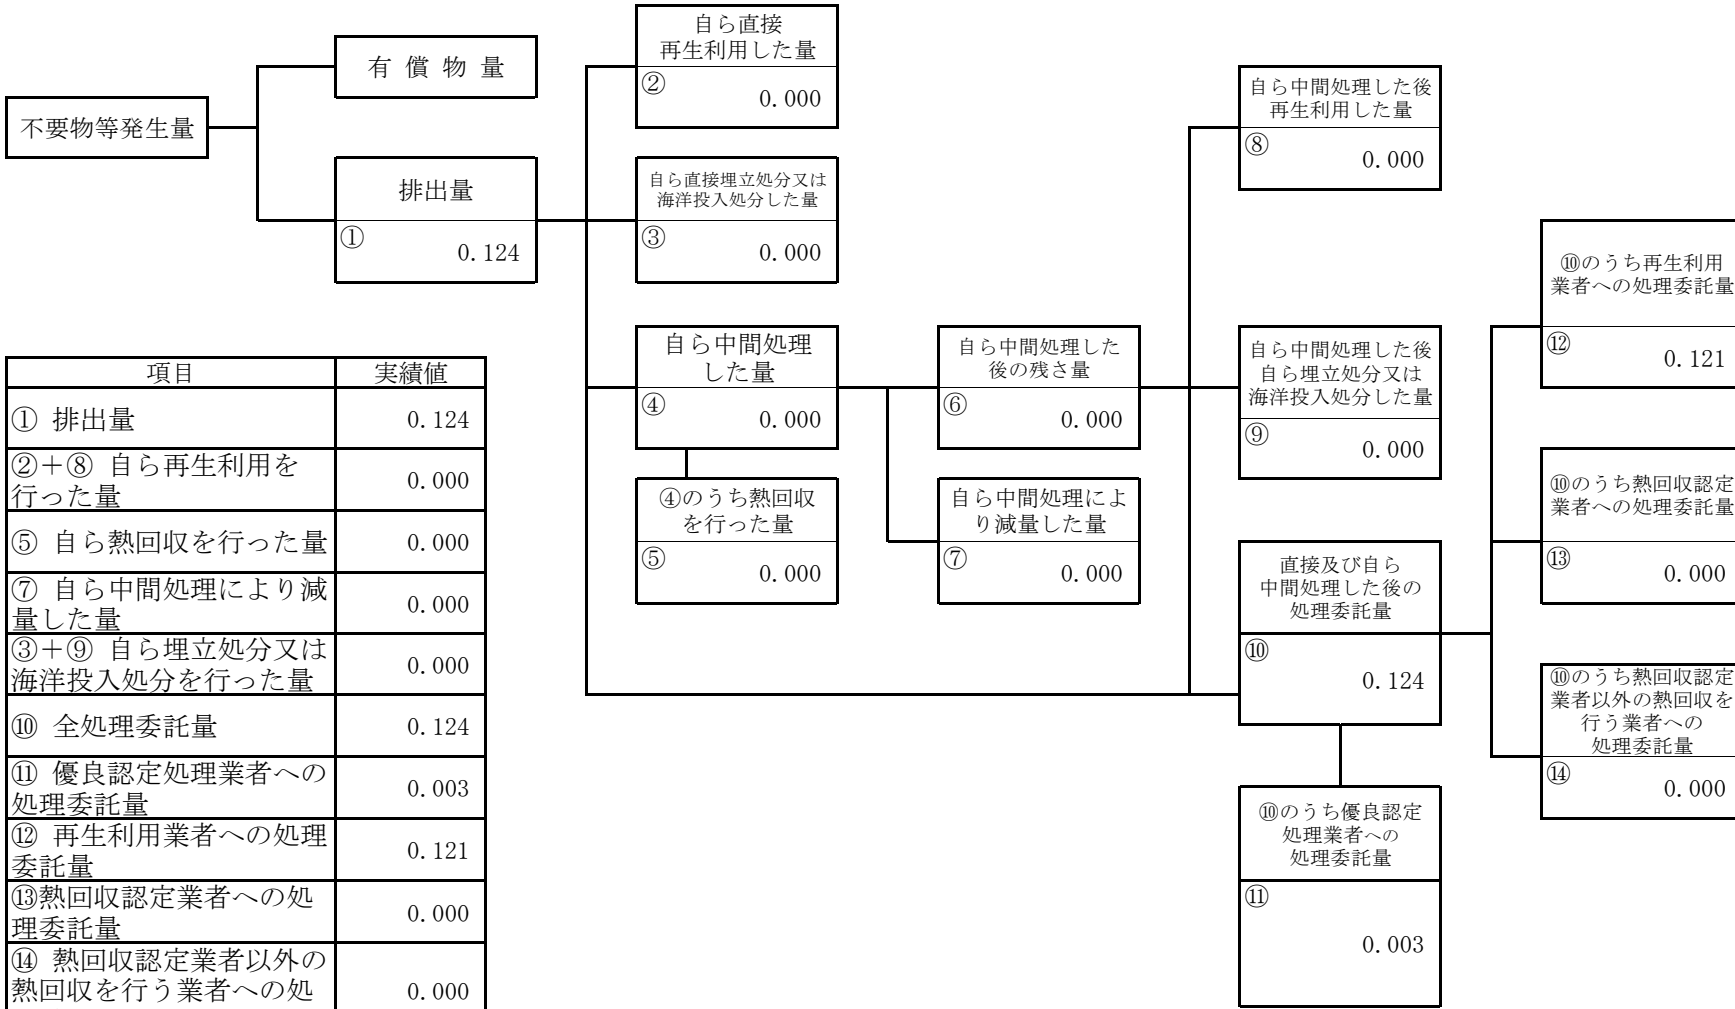 不要物等発生量
有 償 物 量
排出量
① 0.124
自ら直接
再生利用した量
② 0.000
自ら直接埋立処分又は
海洋投入処分した量
③ 0.000
自ら中間処理
した量
④ 0.000
④のうち熱回収
を行った量
⑤ 0.000
自ら中間処理した
後の残さ量
⑥ 0.000
自ら中間処理によ
り減量した量
⑦ 0.000
自ら中間処理した後
再生利用した量
⑧ 0.000
自ら中間処理した後
自ら埋立処分又は
海洋投入処分した量
⑨ 0.000
直接及び自ら
中間処理した後の
処理委託量
⑩ 0.124
⑩のうち優良認定
処理業者への
処理委託量
⑪ 0.003
⑩のうち再生利用
業者への処理委託量
⑫ 0.121
⑩のうち熱回収認定
業者への処理委託量
⑬ 0.000
⑩のうち熱回収認定
業者以外の熱回収を
行う業者への
処理委託量
⑭ 0.000
項目 実績値
① 排出量 0.124
②+⑧ 自ら再生利用を
行った量 0.000
⑤ 自ら熱回収を行った量 0.000
⑦ 自ら中間処理により減
量した量 0.000
③+⑨ 自ら埋立処分又は
海洋投入処分を行った量 0.000
⑩ 全処理委託量 0.124
⑪ 優良認定処理業者への
処理委託量 0.003
⑫ 再生利用業者への処理
委託量 0.121
⑬熱回収認定業者への処
理委託量 0.000
⑭ 熱回収認定業者以外の
熱回収を行う業者への処 0.000